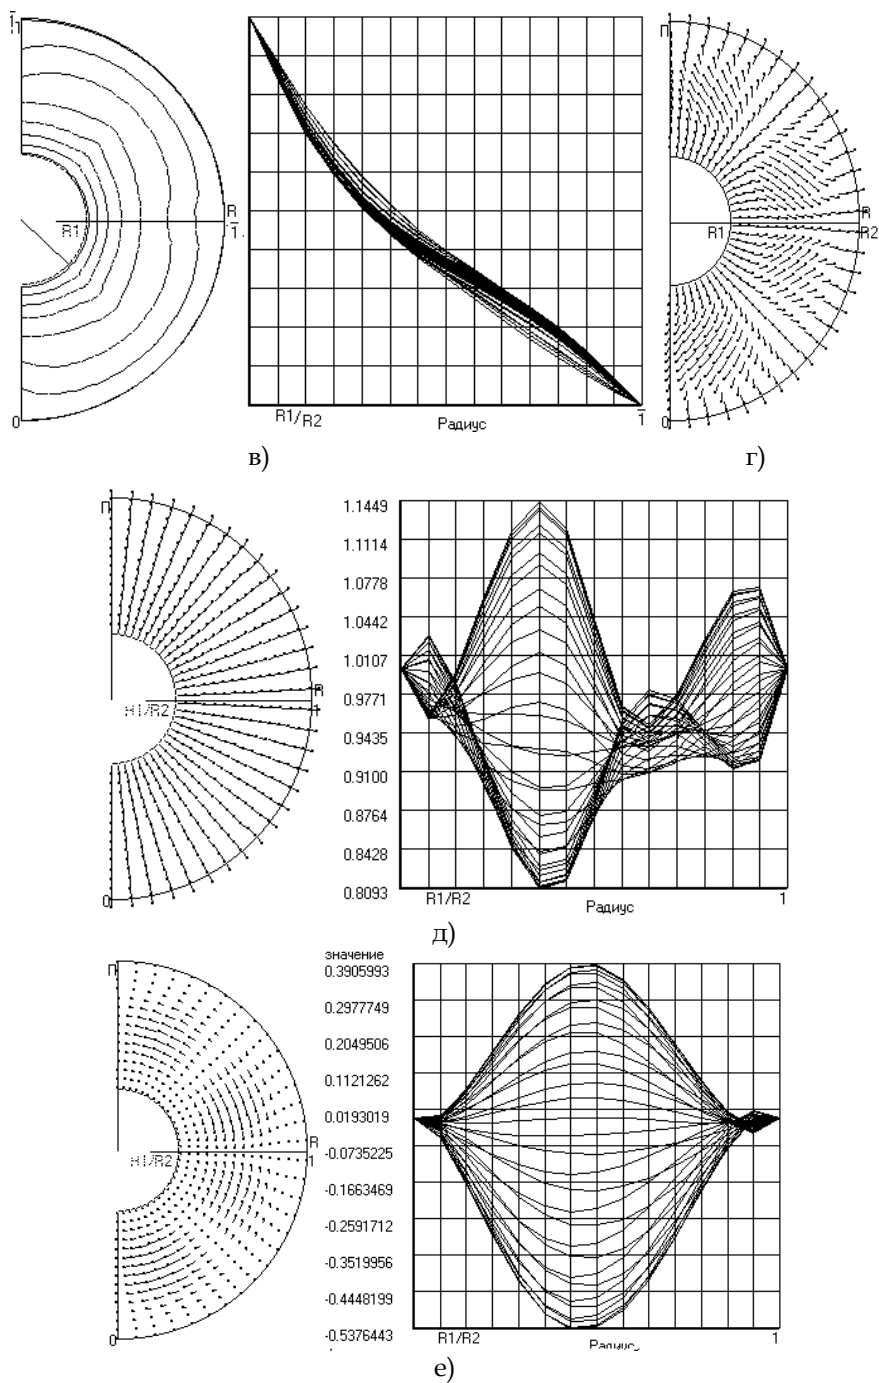 П
R
R1
1
0
R1/R2
Радиус
1
П
R
R1
R2
0
в)
г)
П
R
R1/R2
1
0
1.1449
1.1114
1.0778
1.0442
1.0107
0.9771
0.9435
0.9100
0.8764
0.8428
0.8093
R1/R2
Радиус
1
д)
П
R
R1/R2
1
0
значение
0.3905993
0.2977749
0.2049506
0.1121262
0.0193019
-0.0735225
-0.1663469
-0.2591712
-0.3519956
-0.4448199
-0.5376443
R1/R2
Радиус
1
е)